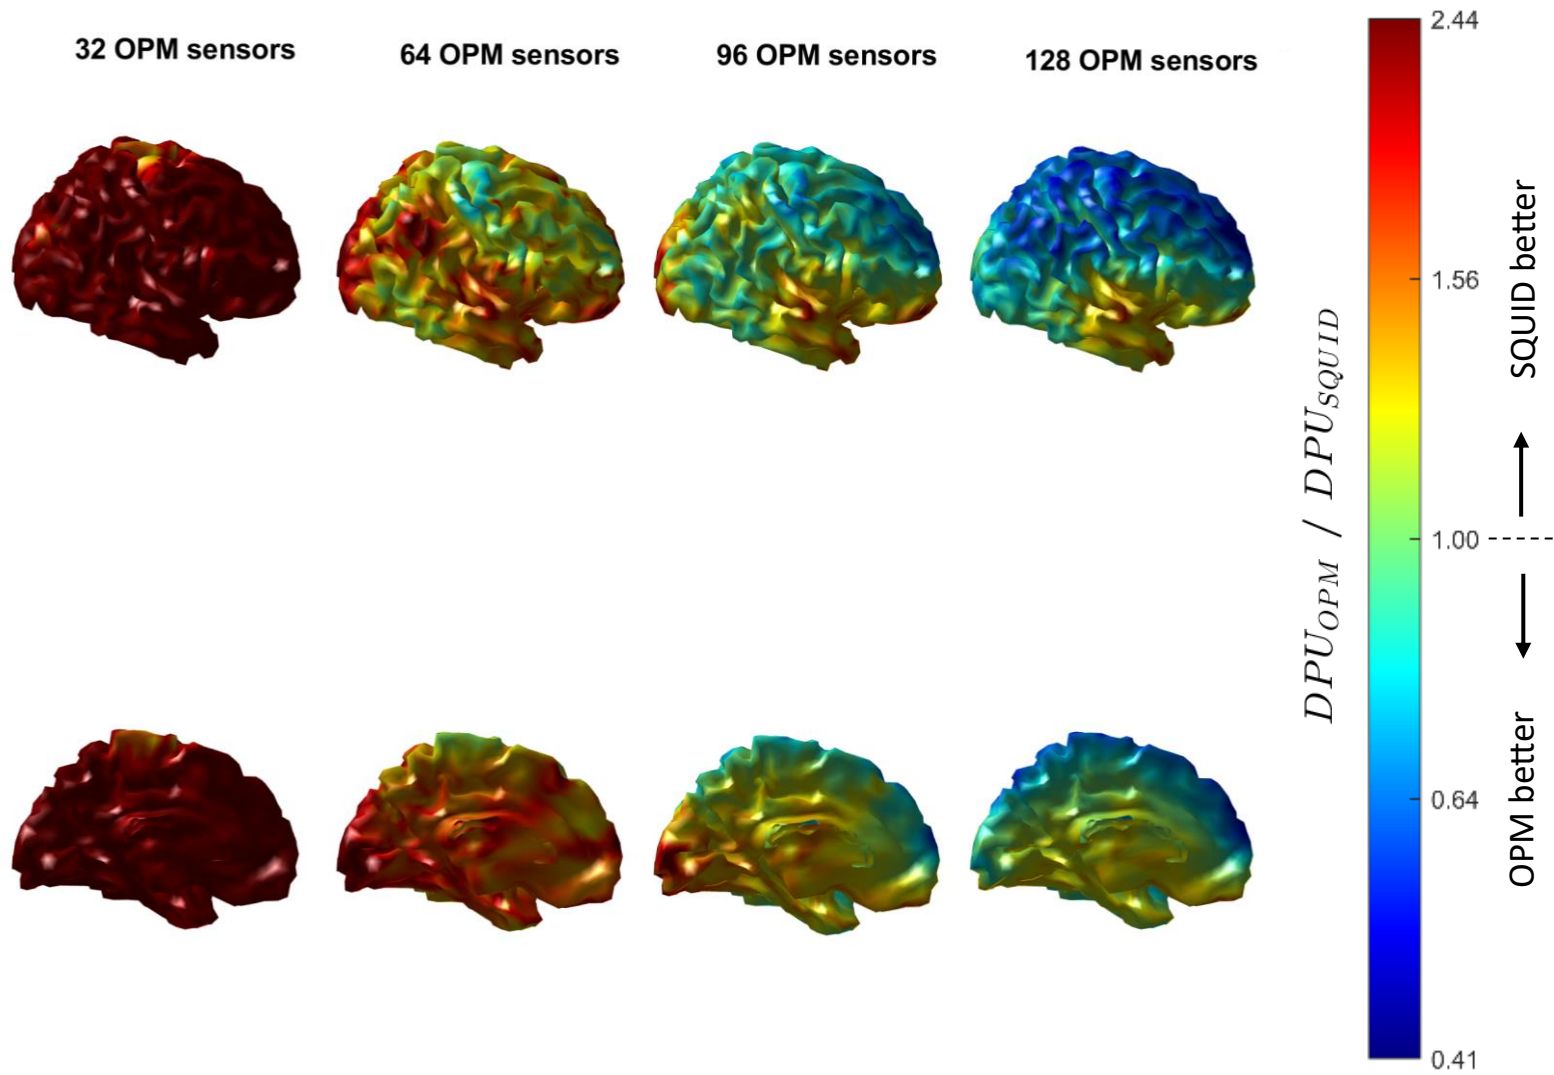 32 OPM sensors
64 OPM sensors
96 OPM sensors
128 OPM sensors
DPU_OPM / DPU_SQUID
2.44
1.56
1.00
0.64
0.41
SQUID better
OPM better